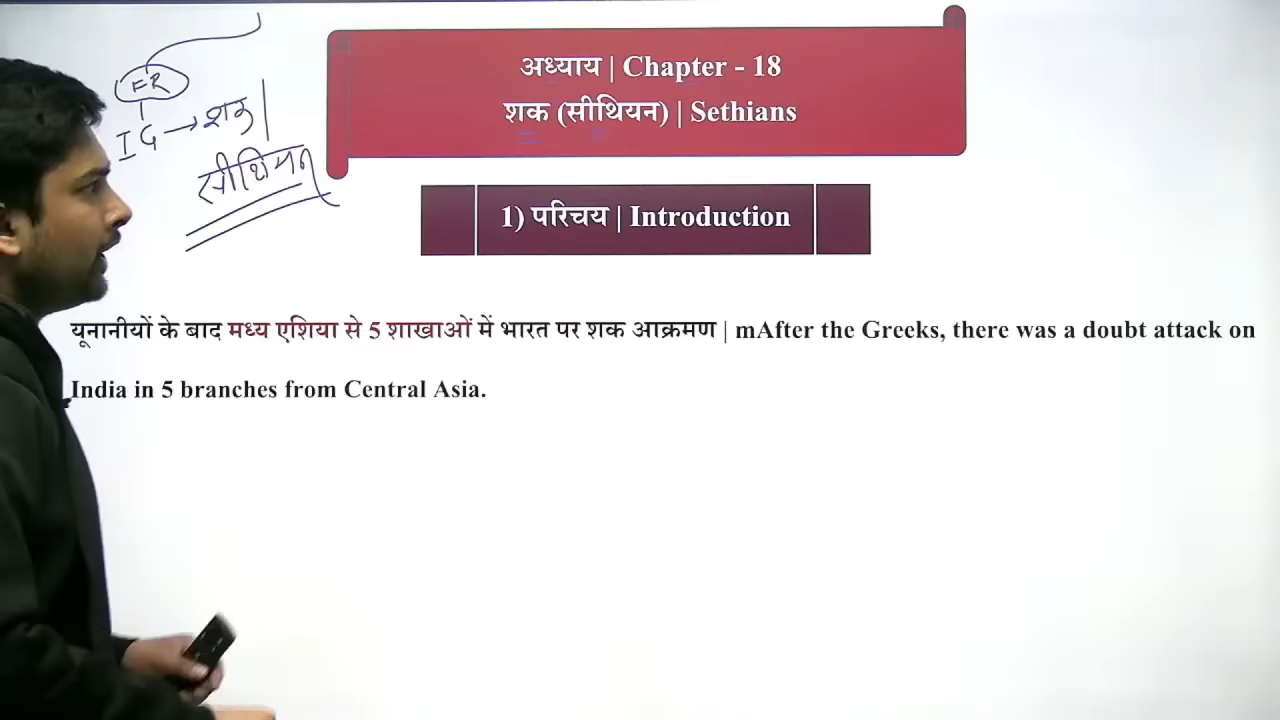 अध्याय | Chapter - 18
शक (सीथियन) | Sethians
FR
IG → शक
सीथियन
1) परिचय | Introduction
यूनानीयों के बाद मध्य एशिया से 5 शाखाओं में भारत पर शक आक्रमण | mAfter the Greeks, there was a doubt attack on
India in 5 branches from Central Asia.